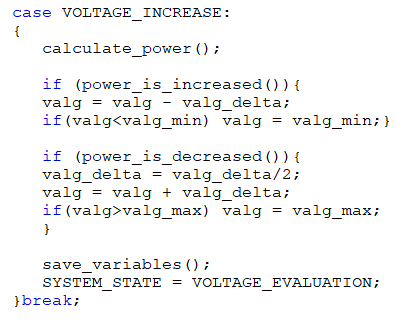 case VOLTAGE_INCREASE:
{
calculate_power();
if (power_is_increased()){
valg = valg - valg_delta;
if(valg<valg_min) valg = valg_min;}
if (power_is_decreased()){
valg_delta = valg_delta/2;
valg = valg + valg_delta;
if(valg>valg_max) valg = valg_max;
}
save_variables();
SYSTEM_STATE = VOLTAGE_EVALUATION;
}break;